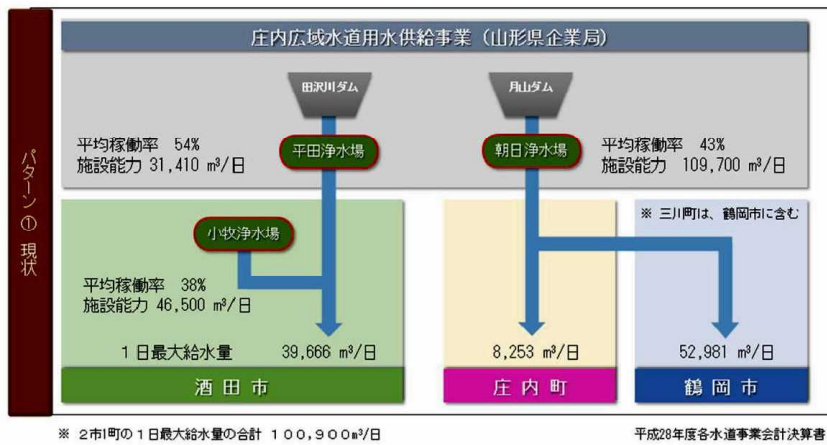 パターン① 現状
庄内広域水道用水供給事業（山形県企業局）
田沢川ダム
月山ダム
平均稼働率 54%
施設能力 31,410 m³/日
平田浄水場
朝日浄水場
平均稼働率 43%
施設能力 109,700 m³/日
小牧浄水場
※ 三川町は、鶴岡市に含む
平均稼働率 38%
施設能力 46,500 m³/日
1日最大給水量 39,666 m³/日
8,253 m³/日
52,981 m³/日
酒田市
庄内町
鶴岡市
※ 2市1町の1日最大給水量の合計 100,900m³/日
平成28年度各水道事業会計決算書